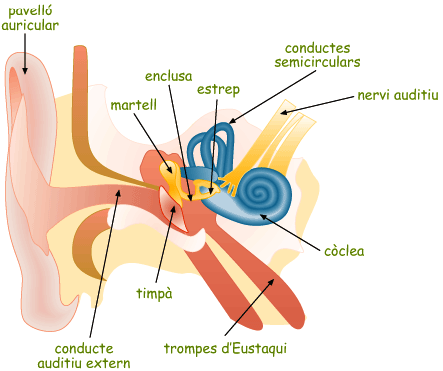 pavelló
auricular
conductes
semicirculars
enclusa
estrep
nervi auditiu
martell
còclea
timpà
conducte
auditiu extern
trompes d'Eustaqui